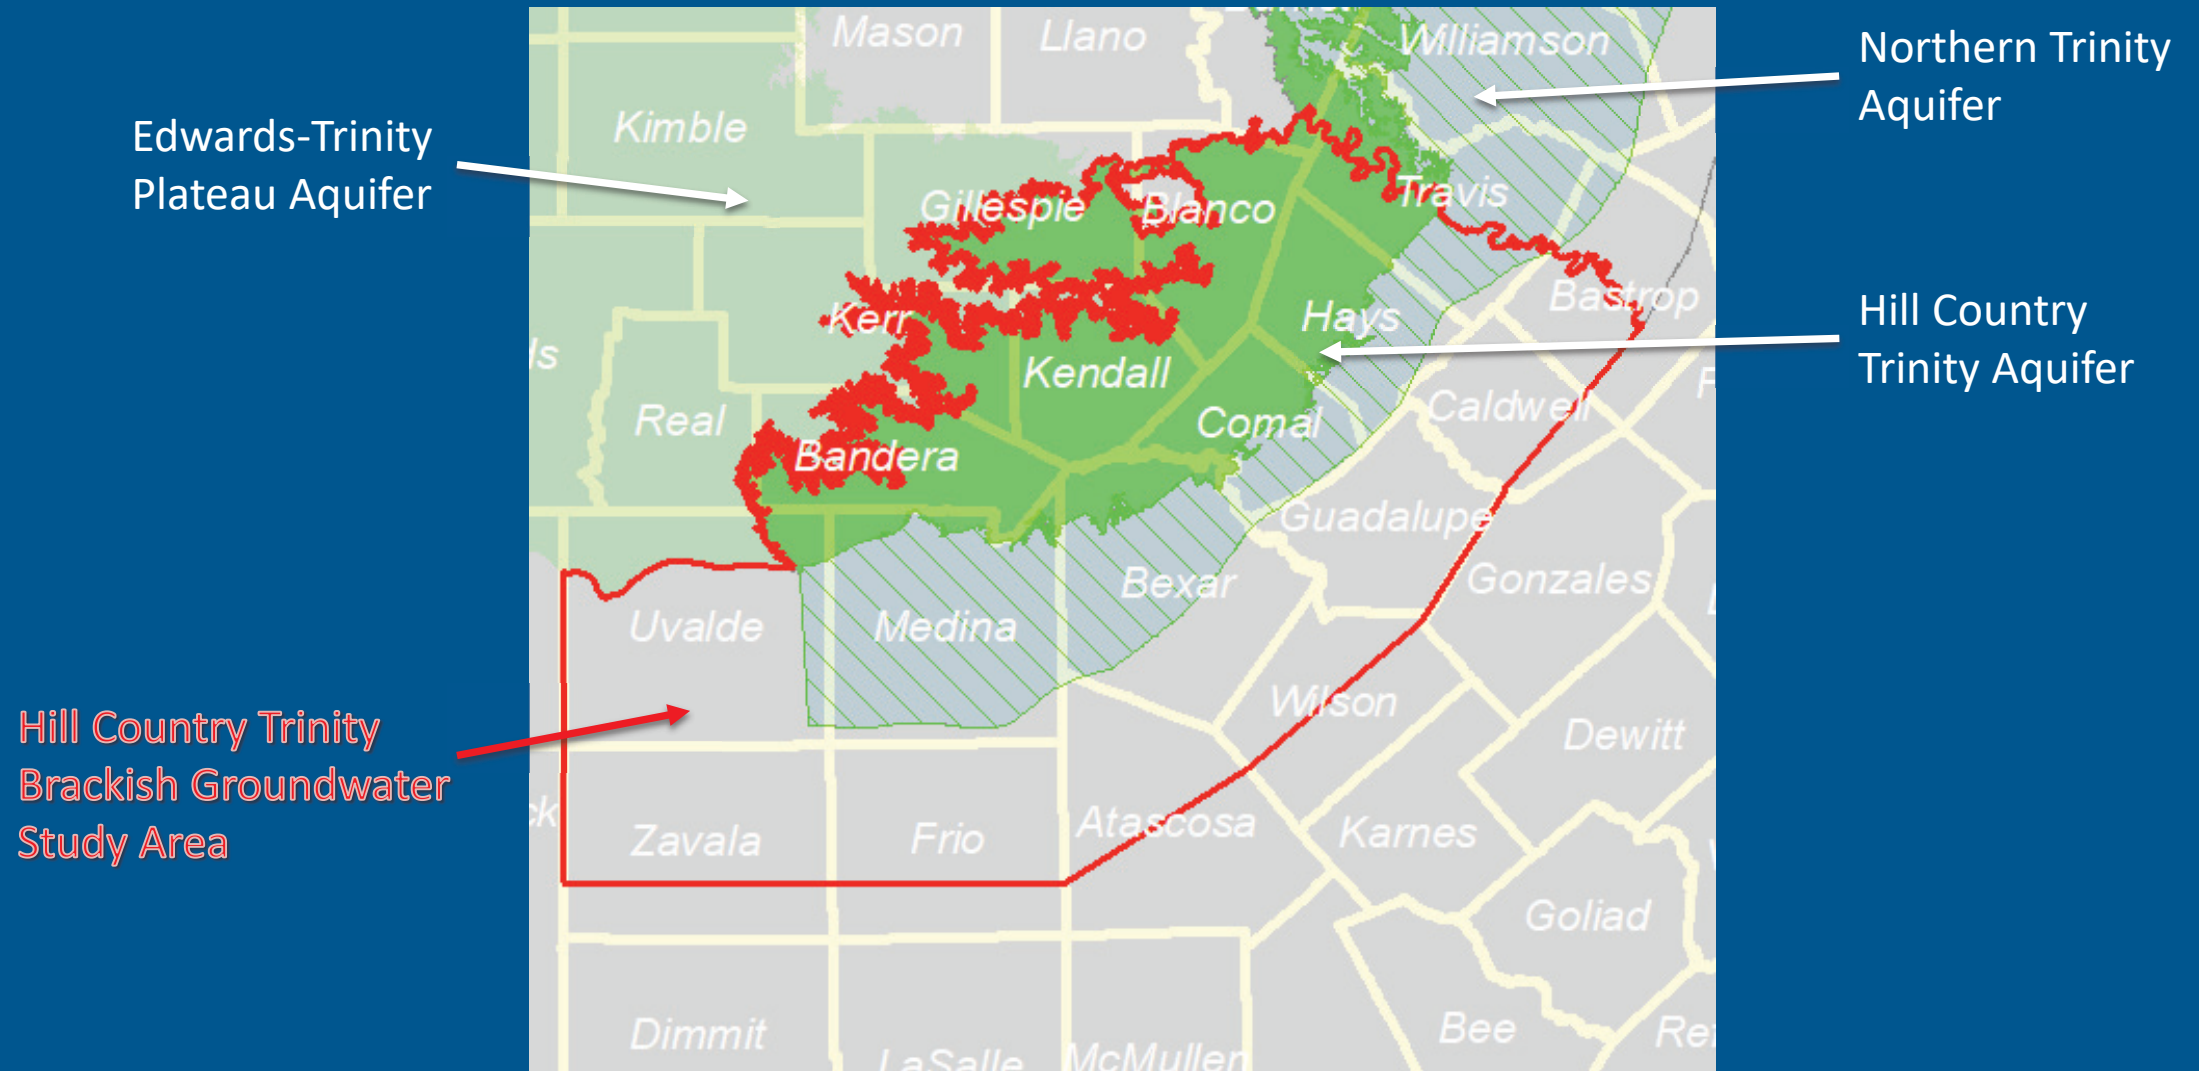 Mason
Llano
Williamson
Northern Trinity
Aquifer
Edwards-Trinity
Plateau Aquifer
Kimble
Gillespie
Blanco
Travis
Bastrop
Hill Country
Trinity Aquifer
Kerr
Hays
Kendall
Real
Comal
Caldwell
Bandera
Guadalupe
Gonzales
Bexar
Uvalde
Medina
Hill Country Trinity
Brackish Groundwater
Study Area
Wilson
Dewitt
Zavala
Frio
Atascosa
Karnes
Goliad
Dimmit
LaSalle
McMullen
Bee